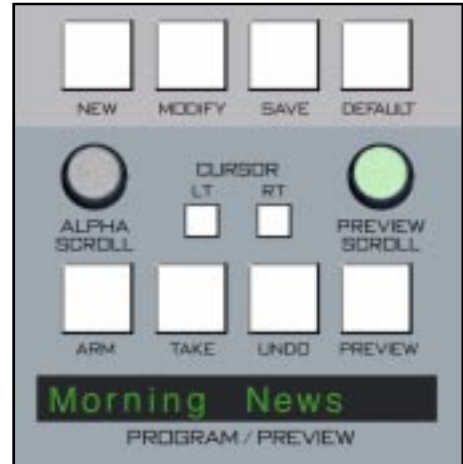 NEW MODIFY SAVE DEFAULT
CURSOR
LT RT
ALPHA SCROLL
PREVIEW SCROLL
ARM TAKE UNDO PREVIEW
Morning News
PROGRAM / PREVIEW